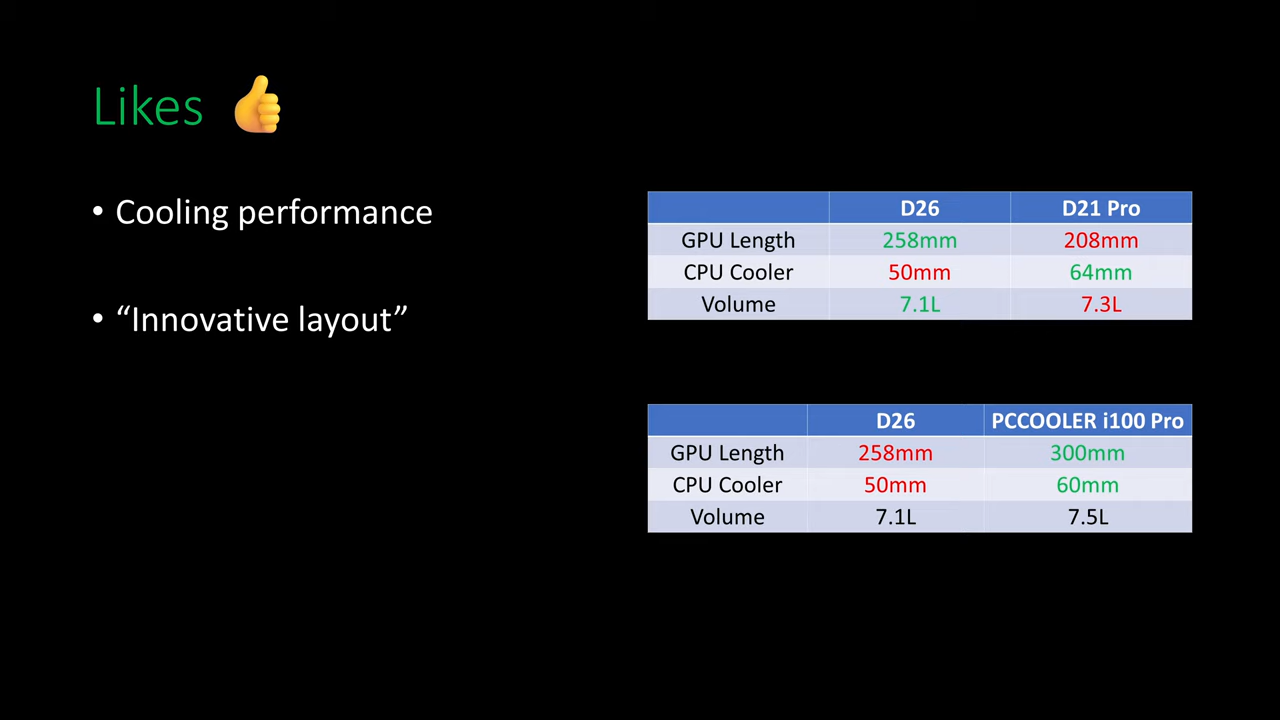 Likes 👍
• Cooling performance
• “Innovative layout”
D26 D21 Pro
GPU Length 258mm 208mm
CPU Cooler 50mm 64mm
Volume 7.1L 7.3L
D26 PCCOOLER i100 Pro
GPU Length 258mm 300mm
CPU Cooler 50mm 60mm
Volume 7.1L 7.5L